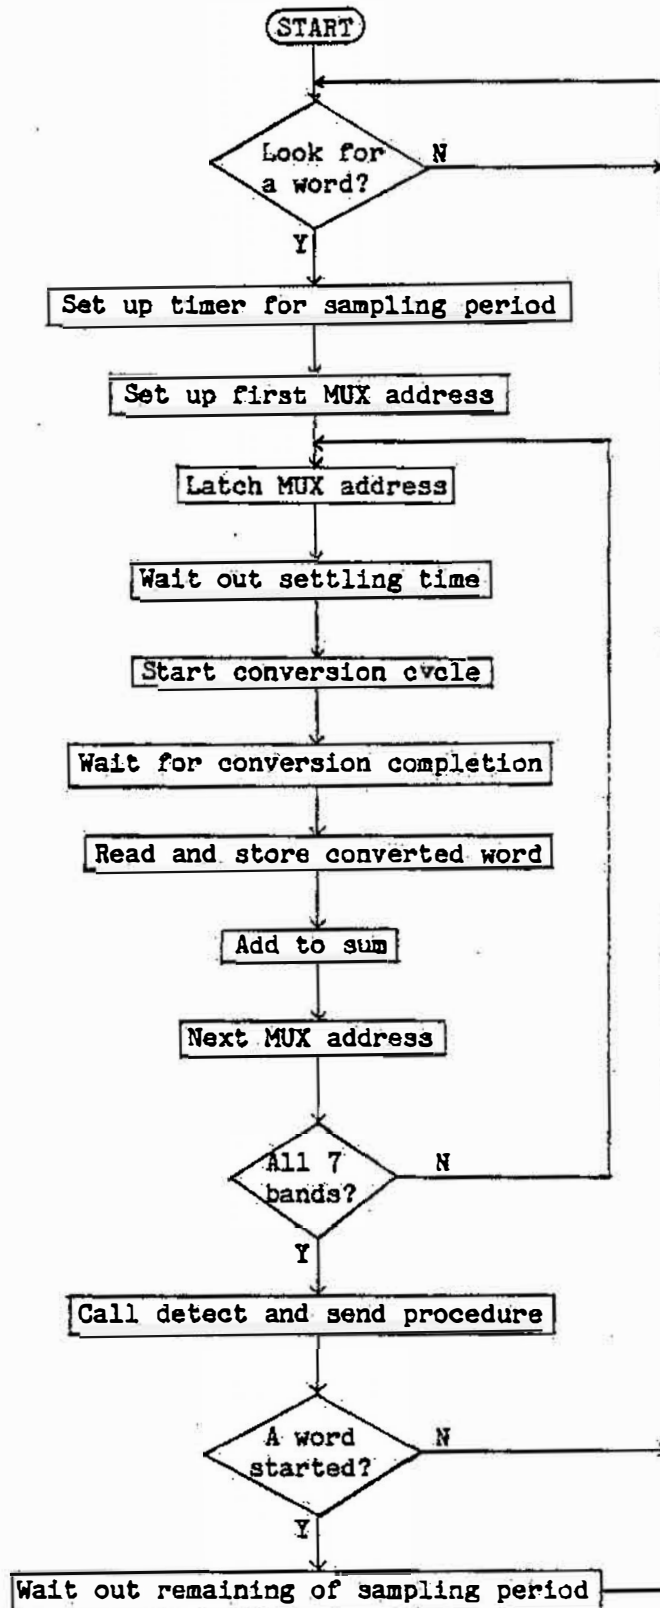 START
Look for
a word?
N
Y
Set up timer for sampling period
Set up first MUX address
Latch MUX address
Wait out settling time
Start conversion cycle
Wait for conversion completion
Read and store converted word
Add to sum
Next MUX address
All 7
bands?
N
Y
Call detect and send procedure
A word
started?
N
Y
Wait out remaining of sampling period